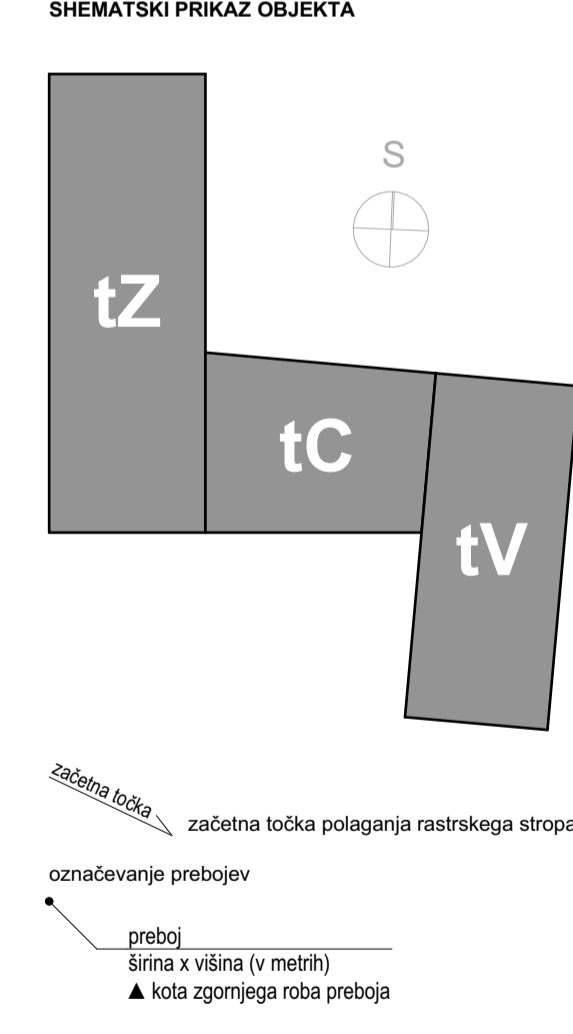 SHEMATSKI PRIKAZ OBJEKTA
S
tZ
tC
tV
začetna točka
začetna točka polaganja rastrskega stropa
označevanje prebojev
preboj
širina x višina (v metrih)
▲ kota zgornjega roba preboja